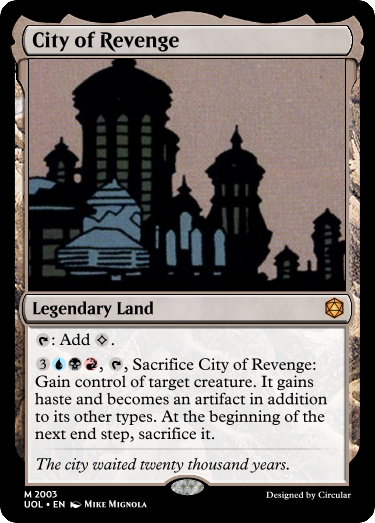 City of Revenge
Legendary Land
: Add .
3, , Sacrifice City of Revenge:
Gain control of target creature. It gains
haste and becomes an artifact in addition
to its other types. At the beginning of the
next end step, sacrifice it.
The city waited twenty thousand years.
M 2003
UOL • EN MIKE MIGNOLA
Designed by Circular